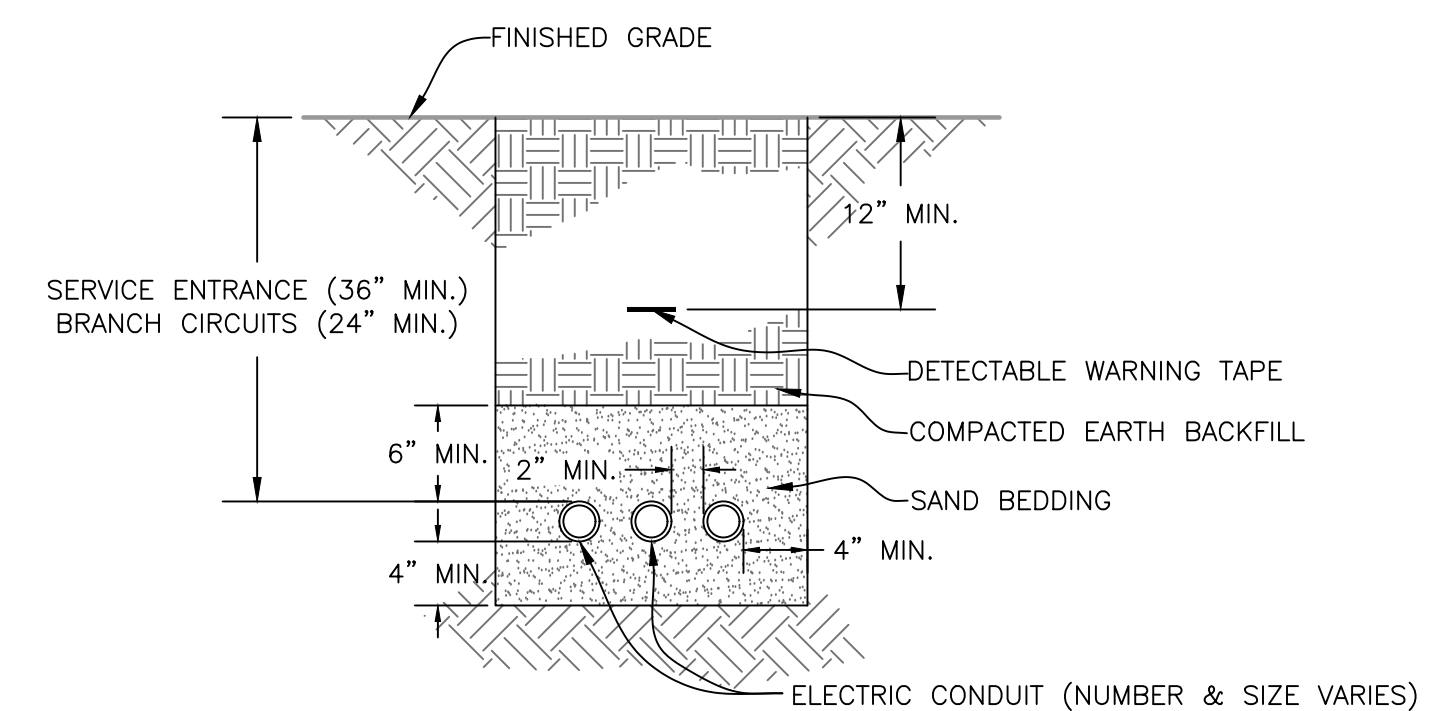 FINISHED GRADE
12” MIN.
SERVICE ENTRANCE (36” MIN.)
BRANCH CIRCUITS (24” MIN.)
DETECTABLE WARNING TAPE
COMPACTED EARTH BACKFILL
6” MIN.
2” MIN.
SAND BEDDING
4” MIN.
4” MIN.
ELECTRIC CONDUIT (NUMBER & SIZE VARIES)